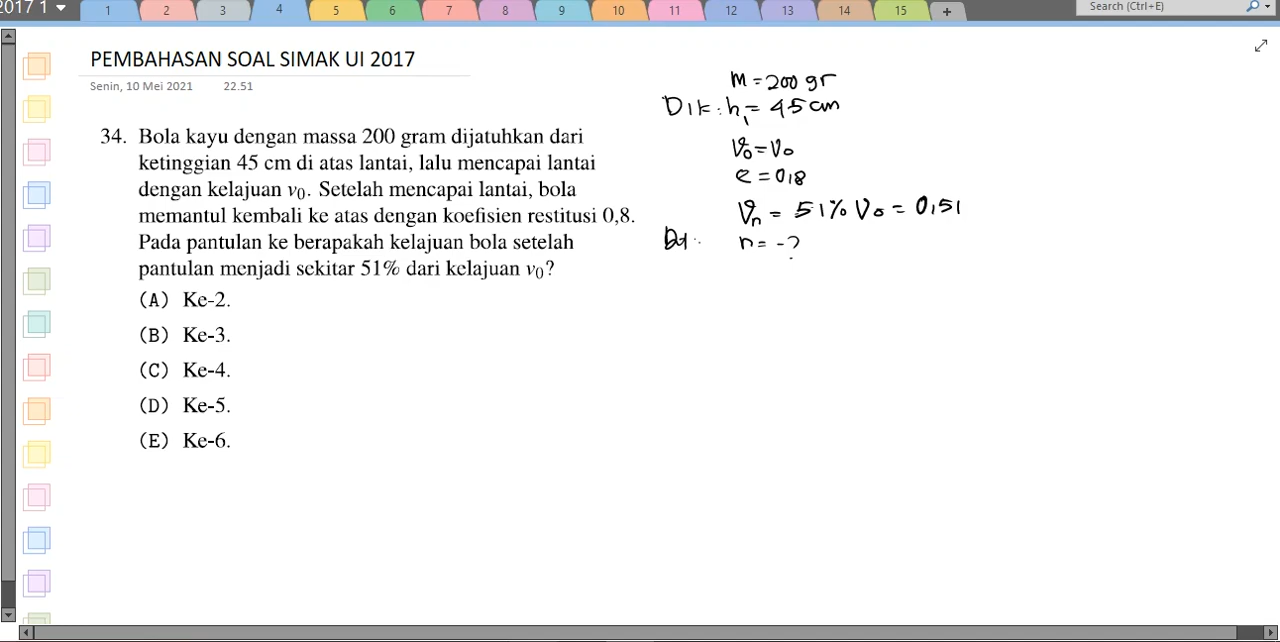 2017 1
1 2 3 4 5 6 7 8 9 10 11 12 13 14 15 +
Search (Ctrl+E)
PEMBAHASAN SOAL SIMAK UI 2017
Senin, 10 Mei 2021 22.51
34. Bola kayu dengan massa 200 gram dijatuhkan dari
ketinggian 45 cm di atas lantai, lalu mencapai lantai
dengan kelajuan v₀. Setelah mencapai lantai, bola
memantul kembali ke atas dengan koefisien restitusi 0,8.
Pada pantulan ke berapakah kelajuan bola setelah
pantulan menjadi sekitar 51% dari kelajuan v₀?
(A) Ke-2.
(B) Ke-3.
(C) Ke-4.
(D) Ke-5.
(E) Ke-6.
m = 200 gr
Dik : h₁ = 45 cm
v₀ = v₀
e = 0,8
vₙ = 51% v₀ = 0,51
n = - ?